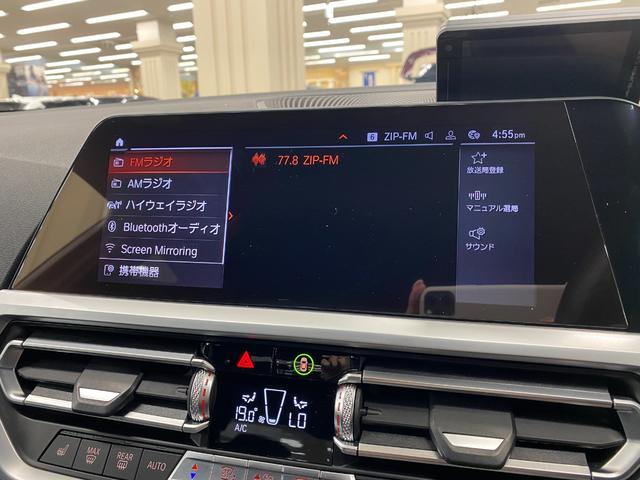 6 ZIP-FM 4:55pm
FMラジオ
AMラジオ
ハイウェイラジオ
Bluetoothオーディオ
Screen Mirroring
携帯機器
77.8 ZIP-FM
放送局登録
マニュアル選局
サウンド
19.0° LO
A/C
MAX
REAR
AUTO